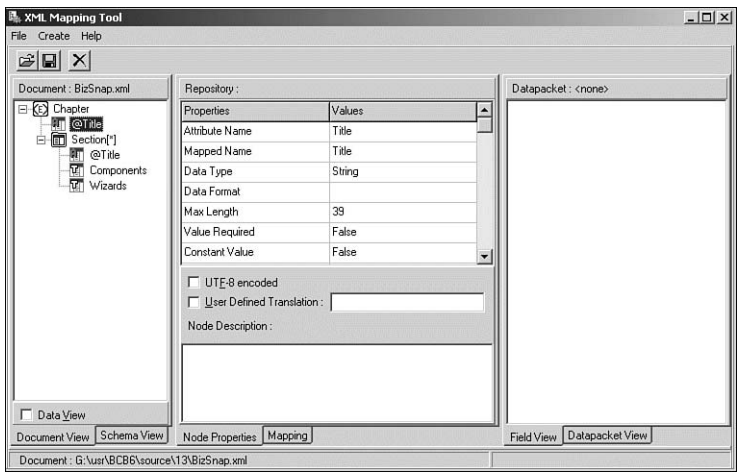 XML Mapping Tool
File Create Help
Document : BizSnap.xml
Chapter
@Title
Section[*]
@Title
Components
Wizards
Data View
Document View Schema View
Repository :
Properties Values
Attribute Name Title
Mapped Name Title
Data Type String
Data Format
Max Length 39
Value Required False
Constant Value False
UTF-8 encoded
User Defined Translation :
Node Description :
Node Properties Mapping
Datapacket : <none>
Field View Datapacket View
Document : G:\usr\BCB6\source\13\BizSnap.xml